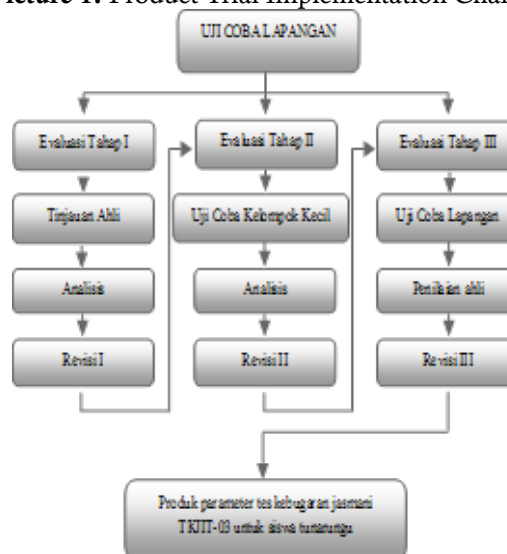 Picture 1. Product Trial Implementation Char
UJI COBA LAPANGAN
Evaluasi Tahap I
Evaluasi Tahap II
Evaluasi Tahap III
Tinjauan Ahli
Uji Coba Kelompok Kecil
Uji Coba Lapangan
Analisis
Analisis
Penilaian ahli
Revisi I
Revisi II
Revisi III
Produk parameter tes kebugaran jasmani
TKJIT-03 untuk siswa tunarungu